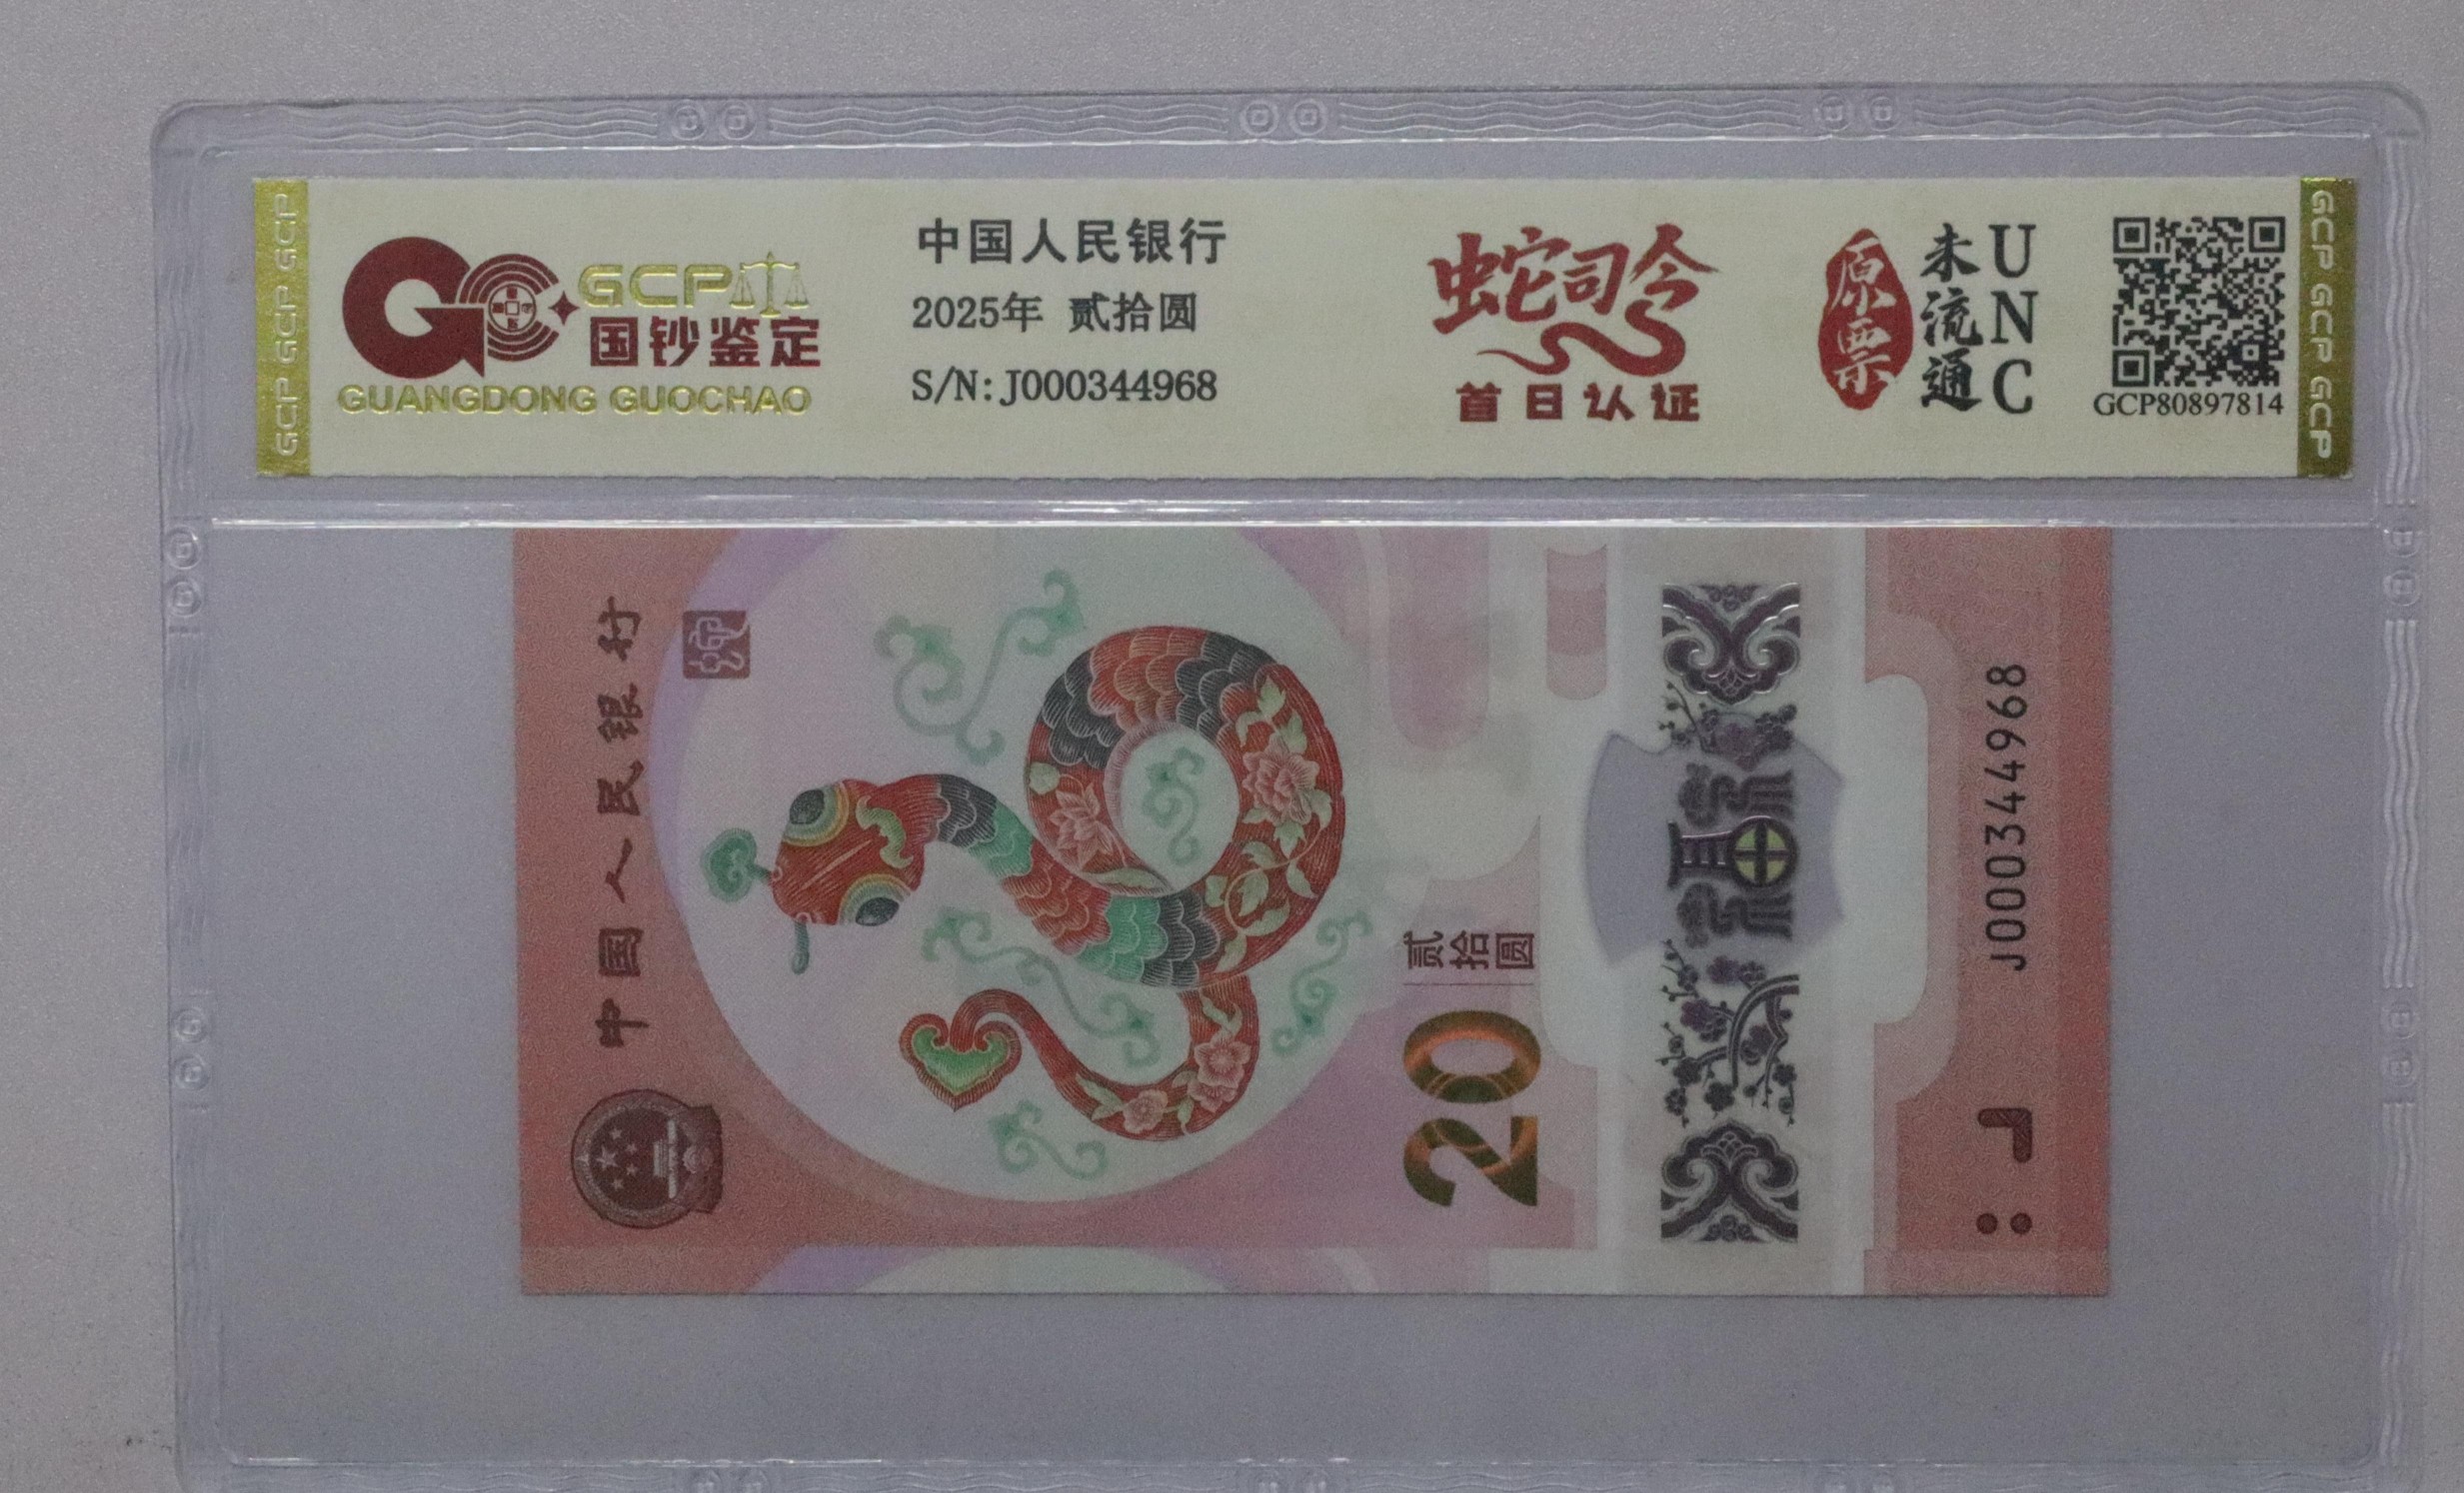 GCP GCP GCP
GCP
国钞鉴定
GUANGDONG GUOCHAO
中国人民银行
2025年 贰拾圆
S/N: J000344968
蛇司令
首日认证
原票
未流通
UNC
GCP80897814
GCP GCP GCP
中国人民银行
蛇
贰拾圆
20
福
J000344968